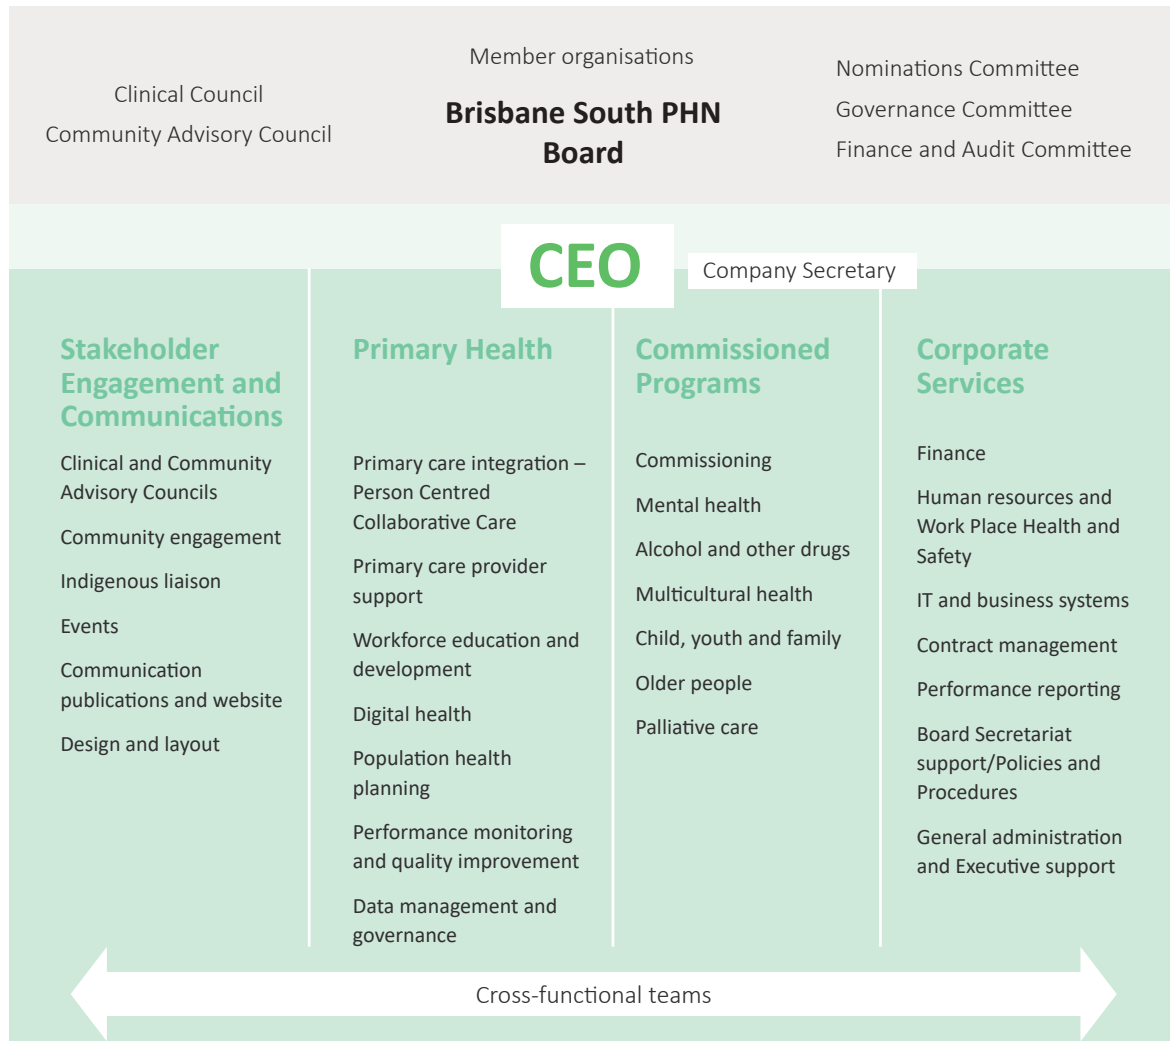 Clinical Council
Community Advisory Council
Member organisations
Brisbane South PHN
Board
Nominations Committee
Governance Committee
Finance and Audit Committee
CEO
Company Secretary
Stakeholder
Engagement and
Communications
Clinical and Community
Advisory Councils
Community engagement
Indigenous liaison
Events
Communication
publications and website
Design and layout
Primary Health
Primary care integration –
Person Centred
Collaborative Care
Primary care provider
support
Workforce education and
development
Digital health
Population health
planning
Performance monitoring
and quality improvement
Data management and
governance
Commissioned
Programs
Commissioning
Mental health
Alcohol and other drugs
Multicultural health
Child, youth and family
Older people
Palliative care
Corporate
Services
Finance
Human resources and
Work Place Health and
Safety
IT and business systems
Contract management
Performance reporting
Board Secretariat
support/Policies and
Procedures
General administration
and Executive support
Cross-functional teams